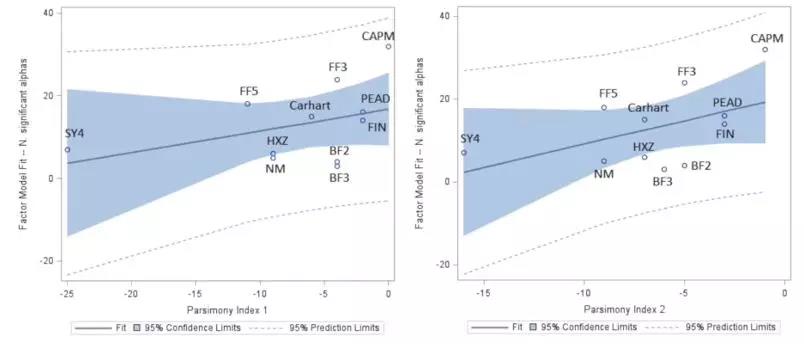 Factor Model Fit -- N. significant alphas
40
20
0
-20
CAPM
FF3
FF5
PEAD
Carhart
FIN
SY4
HXZ
BF2
NM
BF3
-25 -20 -15 -10 -5 0
Parsimony Index 1
Fit 95% Confidence Limits 95% Prediction Limits
Factor Model Fit -- N. significant alphas
40
20
0
-20
CAPM
FF3
FF5
PEAD
Carhart
FIN
SY4
HXZ
BF2
NM
BF3
-15 -10 -5 0
Parsimony Index 2
Fit 95% Confidence Limits 95% Prediction Limits